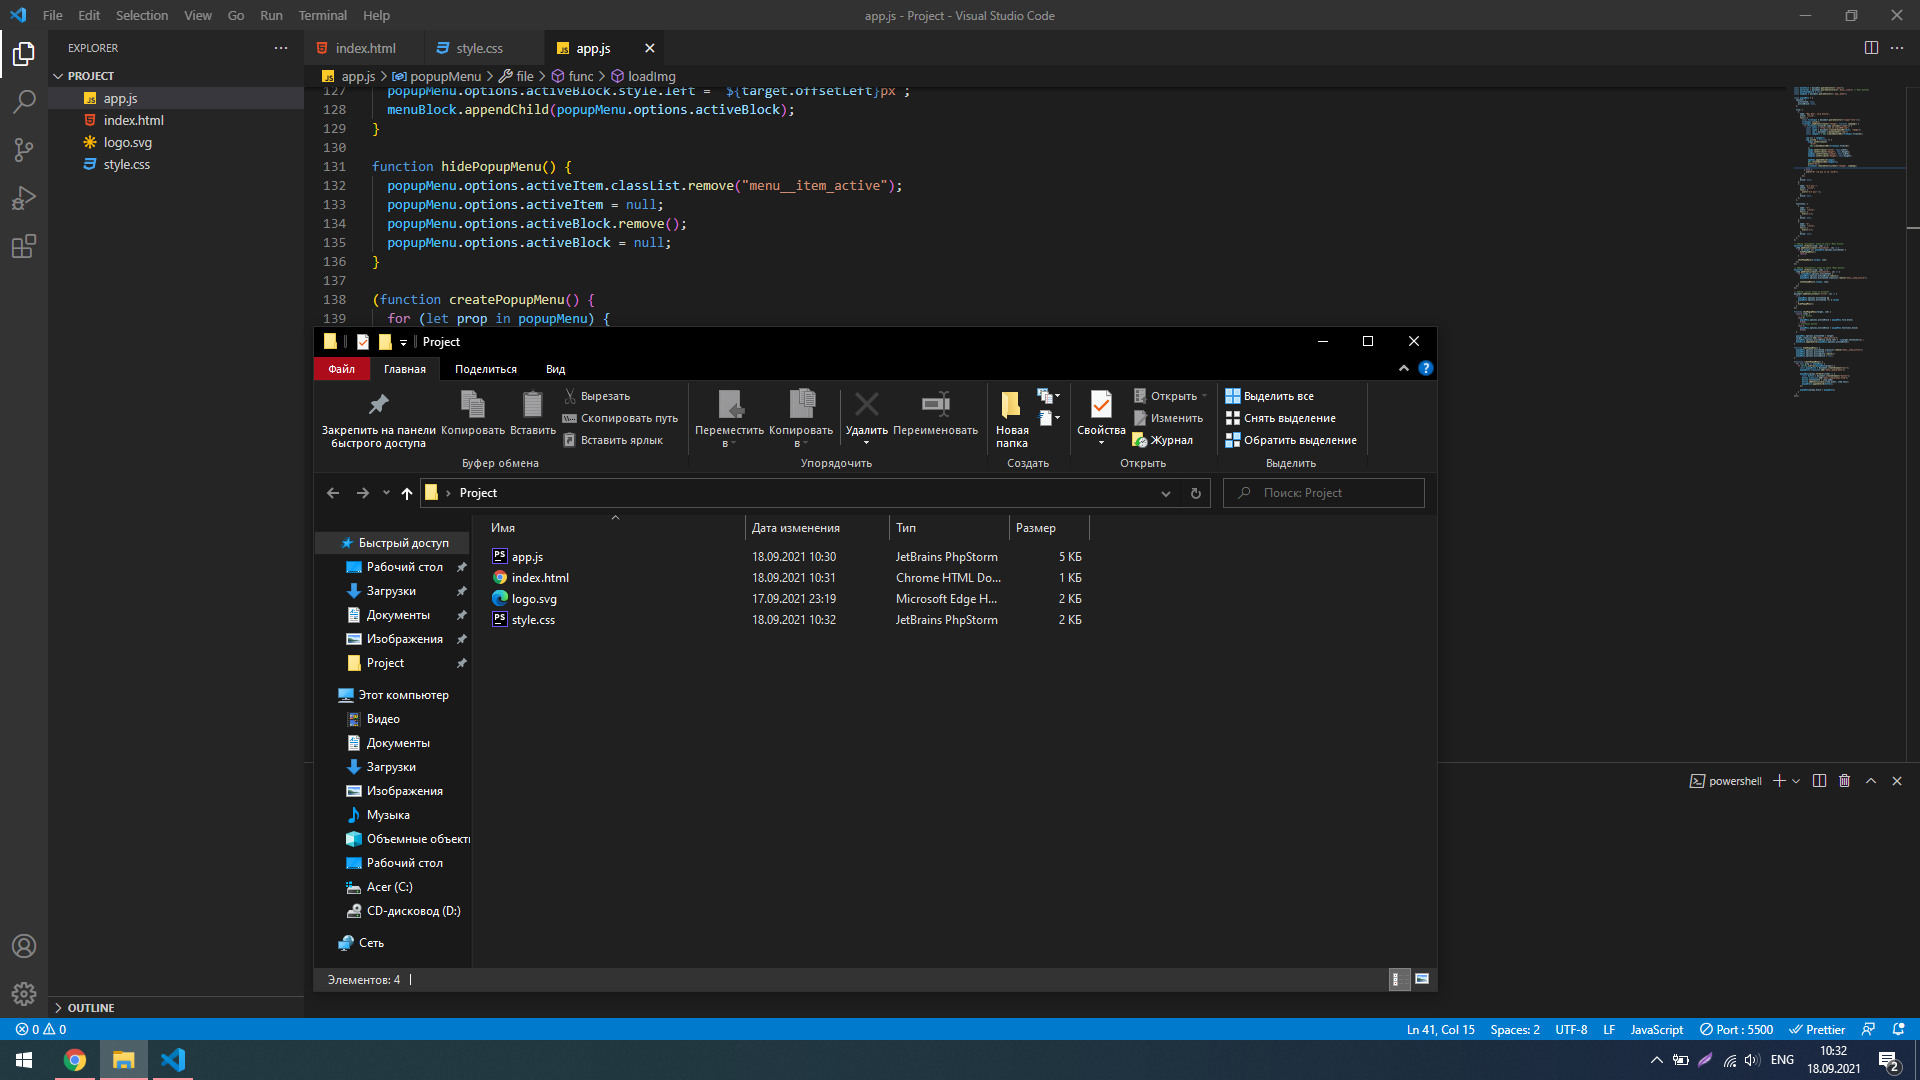 File Edit Selection View Go Run Terminal Help
app.js - Project - Visual Studio Code
EXPLORER
PROJECT
app.js
index.html
logo.svg
style.css
OUTLINE
index.html style.css app.js
app.js popupMenu file func loadImg
127 popupMenu.options.activeBlock.style.left = `${target.offsetLeft}px`;
128 menuBlock.appendChild(popupMenu.options.activeBlock);
129 }
130
131 function hidePopupMenu() {
132 popupMenu.options.activeItem.classList.remove("menu__item_active");
133 popupMenu.options.activeItem = null;
134 popupMenu.options.activeBlock.remove();
135 popupMenu.options.activeBlock = null;
136 }
137
138 (function createPopupMenu() {
139 for (let prop in popupMenu) {
Project
Файл Главная Поделиться Вид
Закрепить на панели быстрого доступа
Копировать
Вставить
Вырезать
Скопировать путь
Вставить ярлык
Буфер обмена
Переместить в
Копировать в
Удалить
Переименовать
Упорядочить
Новая папка
Создать
Свойства
Открыть
Изменить
Журнал
Открыть
Выделить все
Снять выделение
Обратить выделение
Выделить
Project
Поиск: Project
Быстрый доступ
Рабочий стол
Загрузки
Документы
Изображения
Project
Этот компьютер
Видео
Документы
Загрузки
Изображения
Музыка
Объемные объект
Рабочий стол
Acer (C:)
CD-дисковод (D:)
Сеть
Имя Дата изменения Тип Размер
app.js 18.09.2021 10:30 JetBrains PhpStorm 5 КБ
index.html 18.09.2021 10:31 Chrome HTML Do... 1 КБ
logo.svg 17.09.2021 23:19 Microsoft Edge H... 2 КБ
style.css 18.09.2021 10:32 JetBrains PhpStorm 2 КБ
Элементов: 4
powershell
0 0
Ln 41, Col 15 Spaces: 2 UTF-8 LF JavaScript Port : 5500 Prettier
ENG
10:32
18.09.2021
2